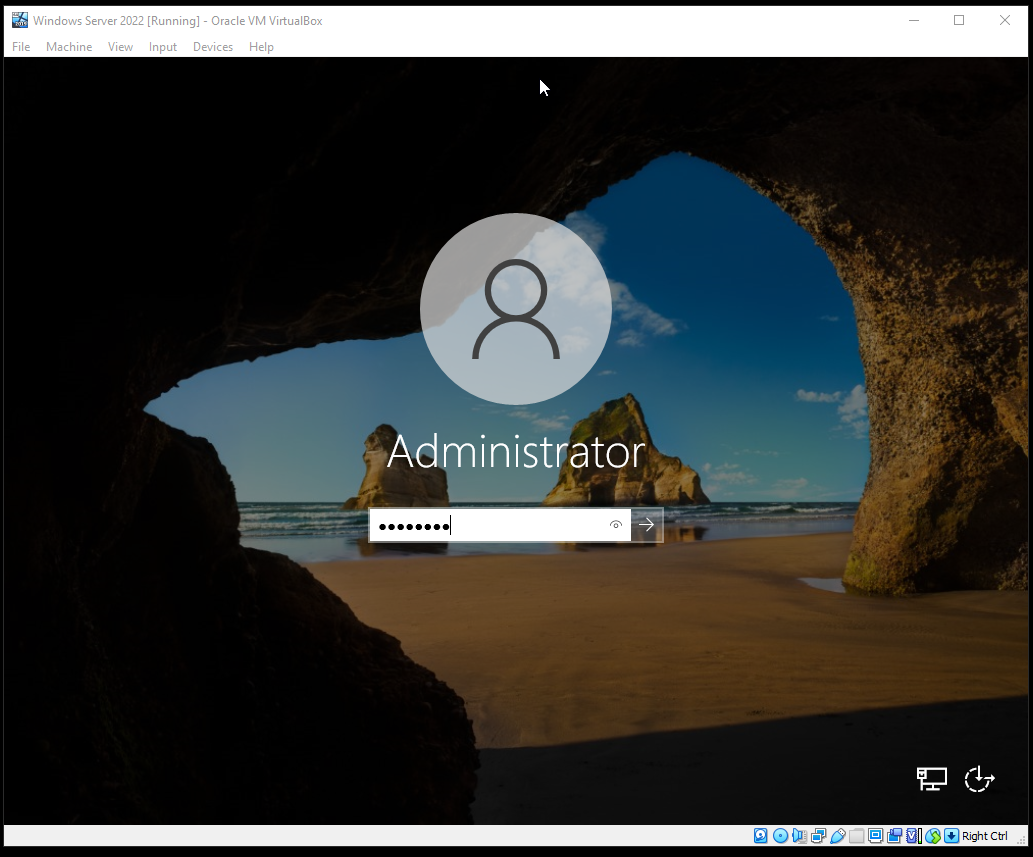 Windows Server 2022 [Running] - Oracle VM VirtualBox
File Machine View Input Devices Help
Administrator
••••••••
Right Ctrl